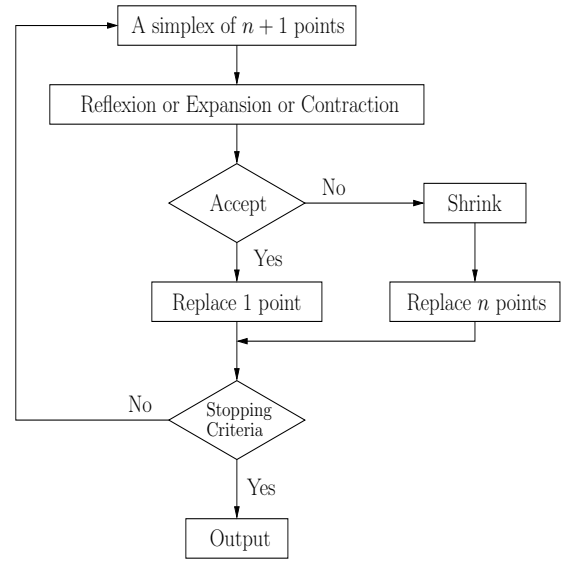 A simplex of n + 1 points
Reflexion or Expansion or Contraction
Accept
No
Shrink
Yes
Replace 1 point
Replace n points
No
Stopping
Criteria
Yes
Output